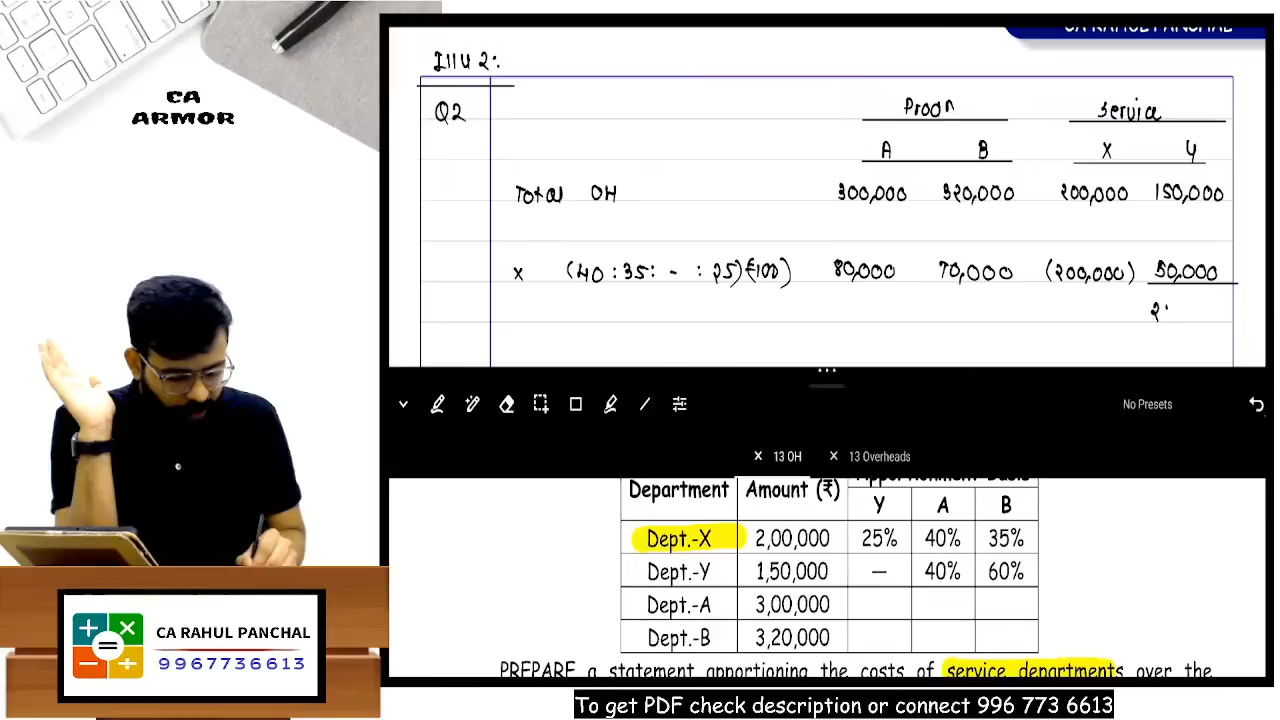 CA
ARMOR
CA RAHUL PANCHAL
Illu 2:
Q2
Prodn Service
A B X Y
Total OH 300,000 320,000 200,000 150,000
X (40:35: - : 25) (÷100) 80,000 70,000 (200,000) 50,000
2
No Presets
× 13 OH × 13 Overheads
Department Amount (₹) Apportionment Basis
Y A B
Dept.-X 2,00,000 25% 40% 35%
Dept.-Y 1,50,000 — 40% 60%
Dept.-A 3,00,000
Dept.-B 3,20,000
PREPARE a statement apportioning the costs of service departments over the
CA RAHUL PANCHAL
9967736613
To get PDF check description or connect 996 773 6613